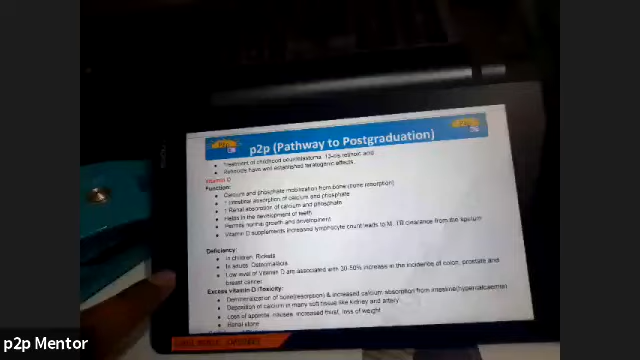 p2p (Pathway to Postgraduation)
Treatment of childhood neuroblastoma: 13-cis retinoic acid
Retinoids have well established teratogenic effects.
Vitamin D
Function:
Calcium and phosphate mobilization from bone (bone resorption)
↑ Intestinal absorption of calcium and phosphate
↑ Renal absorption of calcium and phosphate
Helps in the development of teeth
Permits normal growth and development
Vitamin D supplements increased lymphocyte count leads to M. TB clearance from the sputum
Deficiency:
In children: Rickets
In adults: Osteomalacia
Low level of Vitamin D are associated with 30-50% increase in the incidence of colon, prostate and
breast cancer
Excess vitamin D /Toxicity:
Demineralization of bone(resorption) & increased calcium absorption from intestine(hypercalcemia)
Deposition of calcium in many soft tissue like kidney and artery
Loss of appetite, nausea, increased thirst, loss of weight
Renal stone
p2p Mentor